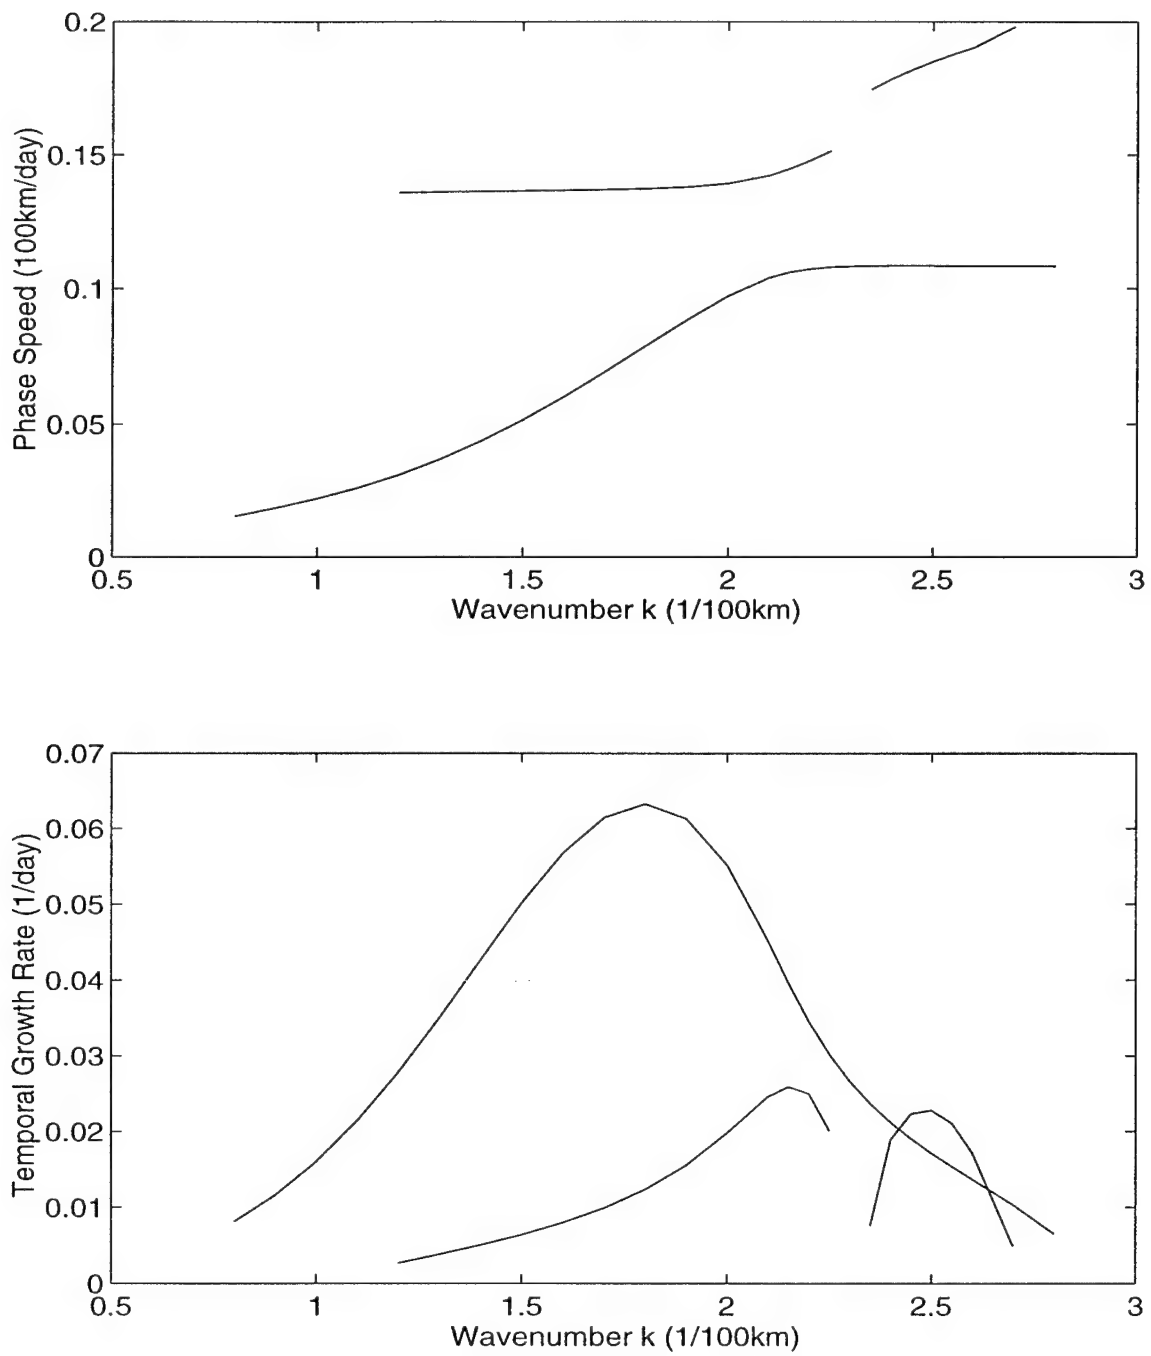 0.2
0.15
0.1
0.05
0
Phase Speed (100km/day)
0.5 1 1.5 2 2.5 3
Wavenumber k (1/100km)
0.07
0.06
0.05
0.04
0.03
0.02
0.01
0
Temporal Growth Rate (1/day)
0.5 1 1.5 2 2.5 3
Wavenumber k (1/100km)